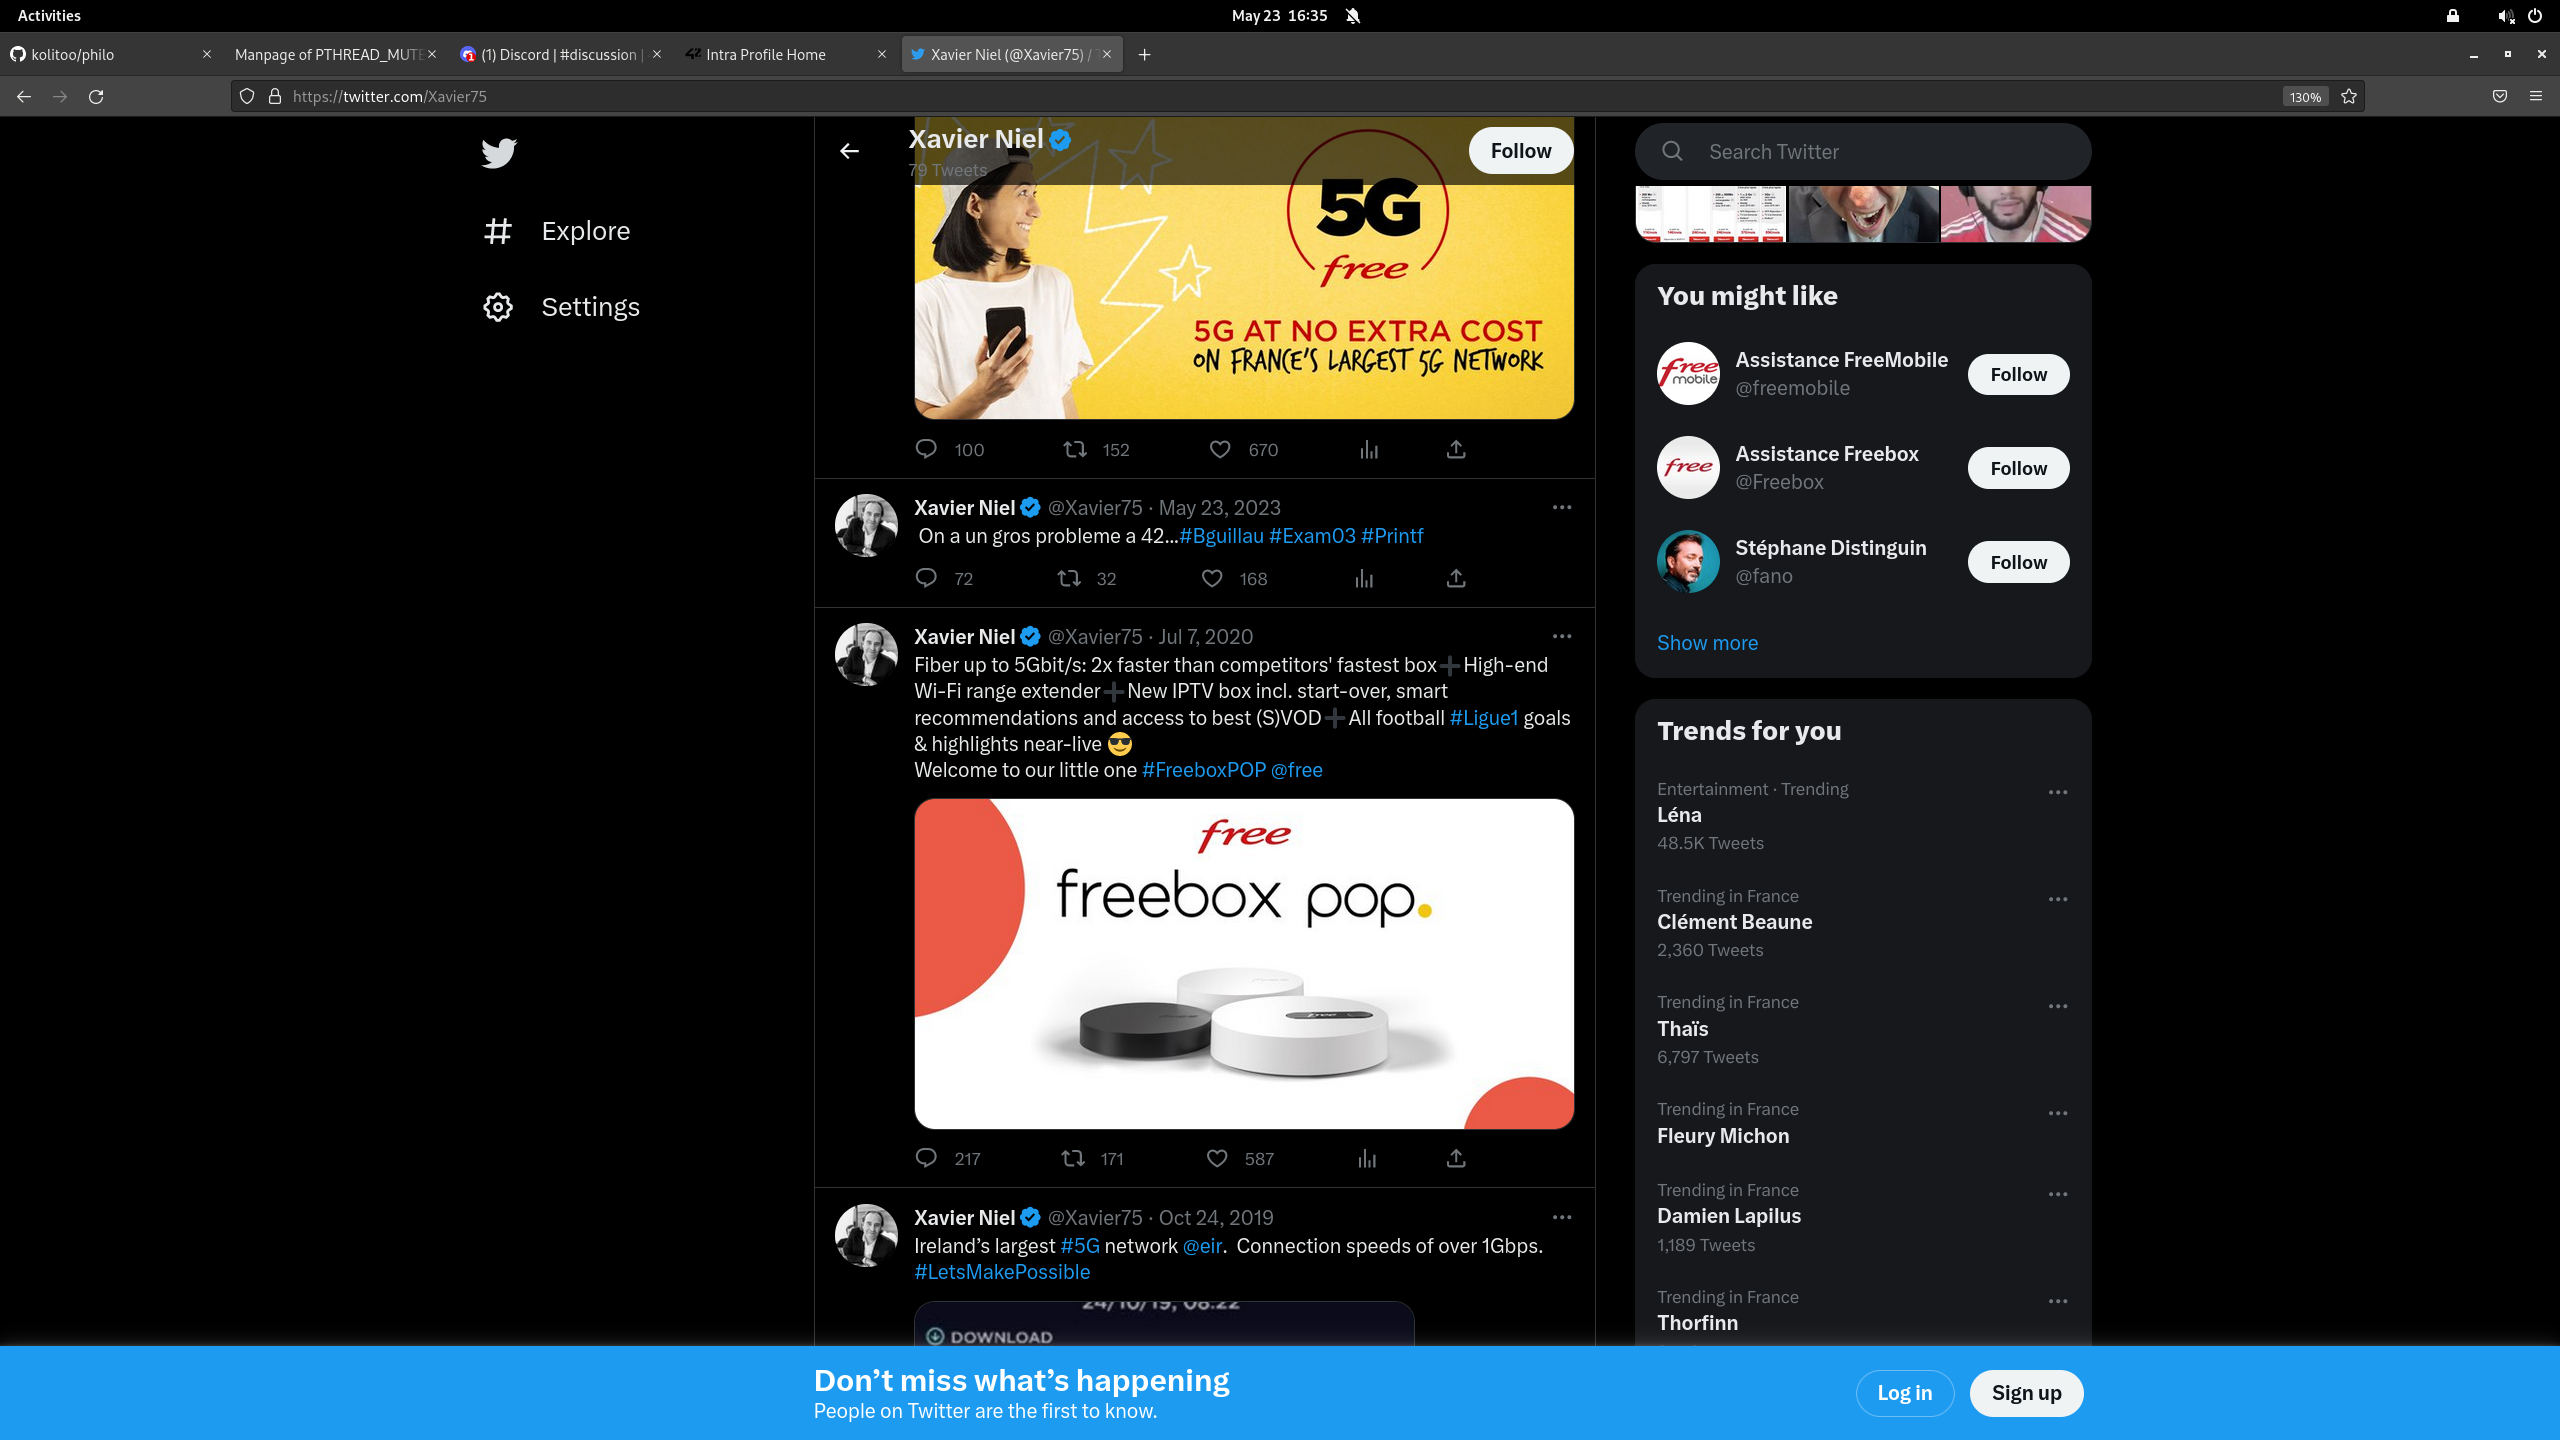 Activities
May 23 16:35
kolitoo/philo
Manpage of PTHREAD_MUTE
(1) Discord | #discussion |
Intra Profile Home
Xavier Niel (@Xavier75) /
https://twitter.com/Xavier75
130%
Explore
Settings
Xavier Niel
79 Tweets
Follow
5G
free
5G AT NO EXTRA COST
ON FRANCE'S LARGEST 5G NETWORK
100
152
670
Xavier Niel @Xavier75 · May 23, 2023
On a un gros probleme a 42...#Bguillau #Exam03 #Printf
72
32
168
Xavier Niel @Xavier75 · Jul 7, 2020
Fiber up to 5Gbit/s: 2x faster than competitors' fastest box➕High-end
Wi-Fi range extender➕New IPTV box incl. start-over, smart
recommendations and access to best (S)VOD➕All football #Ligue1 goals
& highlights near-live 😎
Welcome to our little one #FreeboxPOP @free
free
freebox pop.
free
217
171
587
Xavier Niel @Xavier75 · Oct 24, 2019
Ireland’s largest #5G network @eir. Connection speeds of over 1Gbps.
#LetsMakePossible
24/10/19, 08:22
DOWNLOAD
Search Twitter
You might like
free mobile
Assistance FreeMobile
@freemobile
Follow
free
Assistance Freebox
@Freebox
Follow
Stéphane Distinguin
@fano
Follow
Show more
Trends for you
Entertainment · Trending
Léna
48.5K Tweets
Trending in France
Clément Beaune
2,360 Tweets
Trending in France
Thaïs
6,797 Tweets
Trending in France
Fleury Michon
Trending in France
Damien Lapilus
1,189 Tweets
Trending in France
Thorfinn
Don’t miss what’s happening
People on Twitter are the first to know.
Log in
Sign up